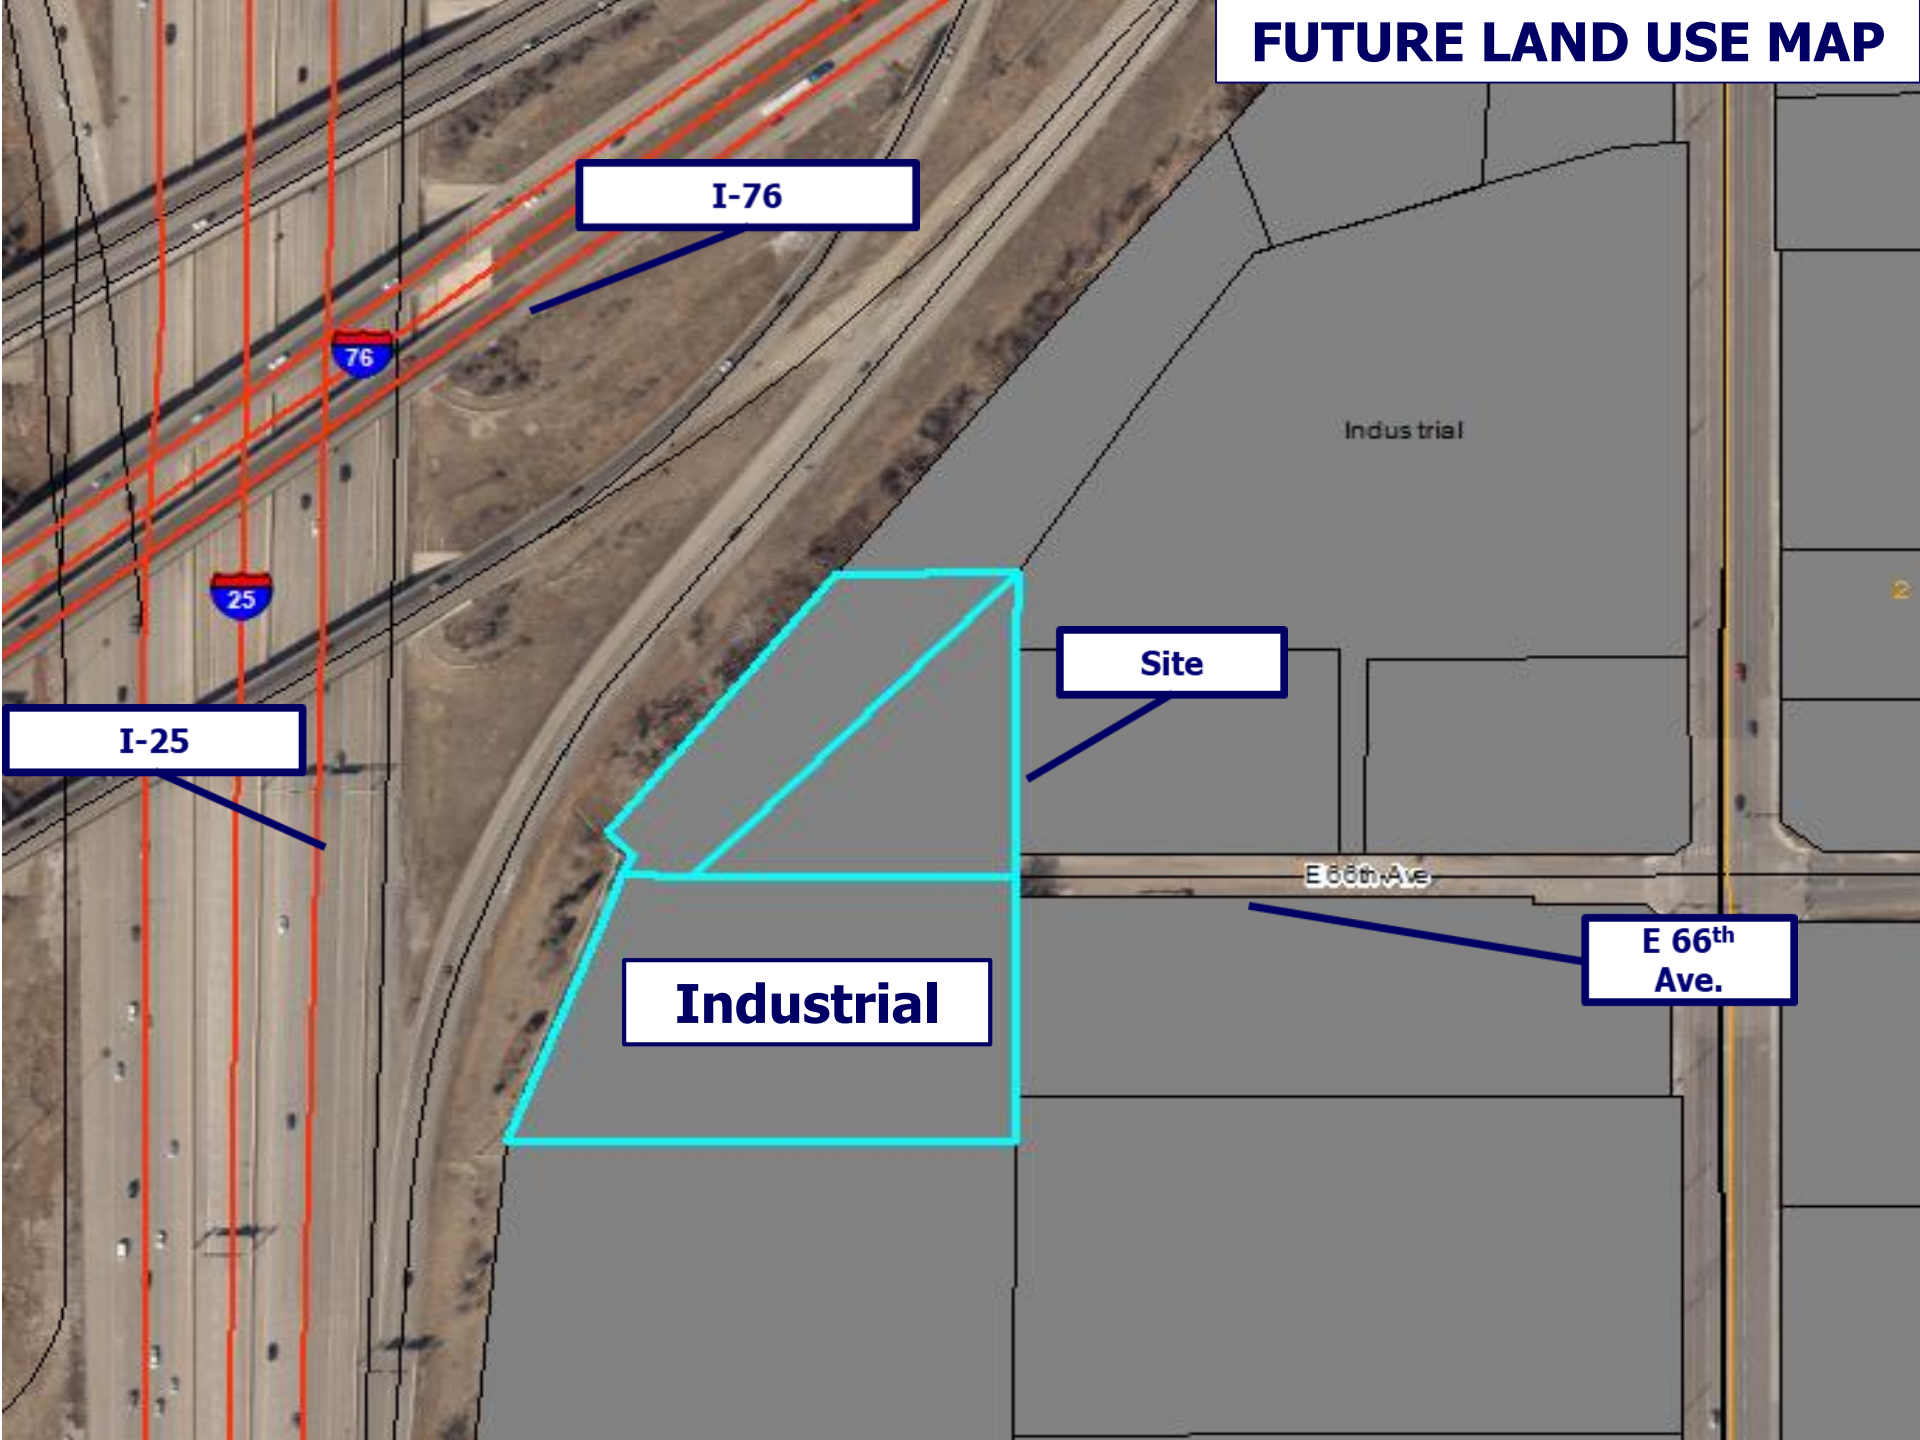 FUTURE LAND USE MAP
I-76
76
Industrial
25
2
Site
I-25
E 66th Ave
E 66th
Ave.
Industrial